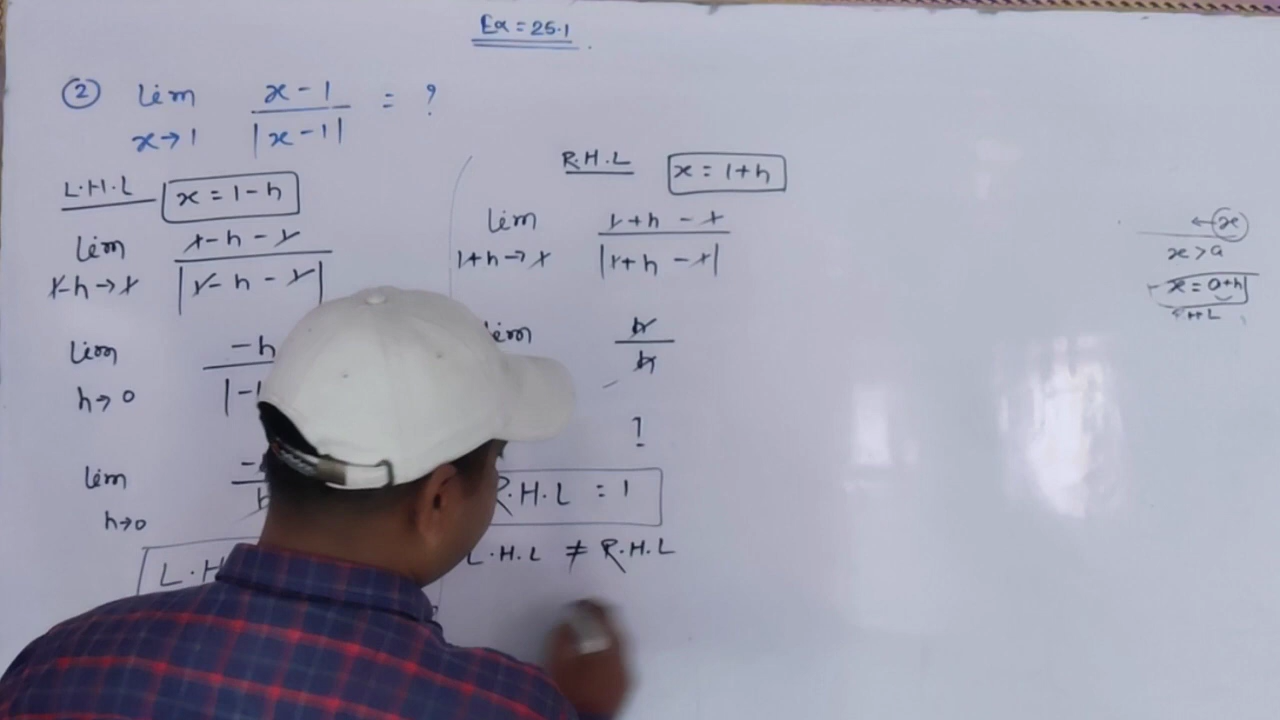 Ex = 25.1
② lim x→1 x - 1 / |x - 1| = ?
L.H.L x = 1 - h
lim 1-h→1 1 - h - 1 / |1 - h - 1|
lim h→0 -h
lim h→0
L.H
R.H.L x = 1 + h
lim 1+h→1 1 + h - 1 / |1 + h - 1|
lim h / h
1
R.H.L = 1
L.H.L ≠ R.H.L
← x
x > a
x = a+h